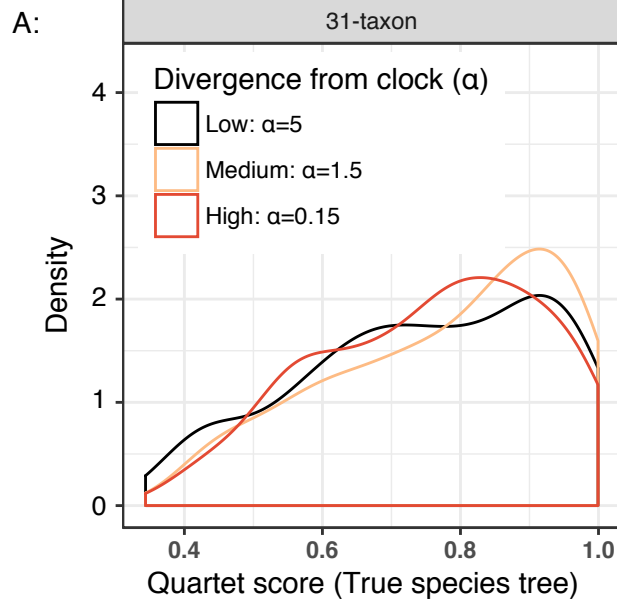 A:
31-taxon
Divergence from clock (α)
Low: α=5
Medium: α=1.5
High: α=0.15
Density
4
3
2
1
0
0.4 0.6 0.8 1.0
Quartet score (True species tree)